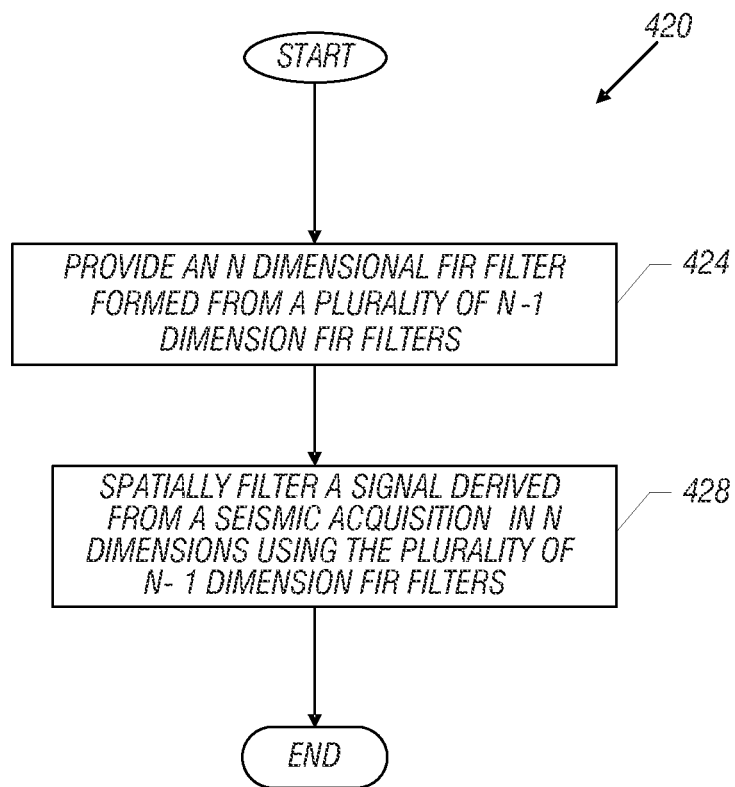 START
420
PROVIDE AN N DIMENSIONAL FIR FILTER
FORMED FROM A PLURALITY OF N-1
DIMENSION FIR FILTERS
424
SPATIALLY FILTER A SIGNAL DERIVED
FROM A SEISMIC ACQUISITION IN N
DIMENSIONS USING THE PLURALITY OF
N- 1 DIMENSION FIR FILTERS
428
END